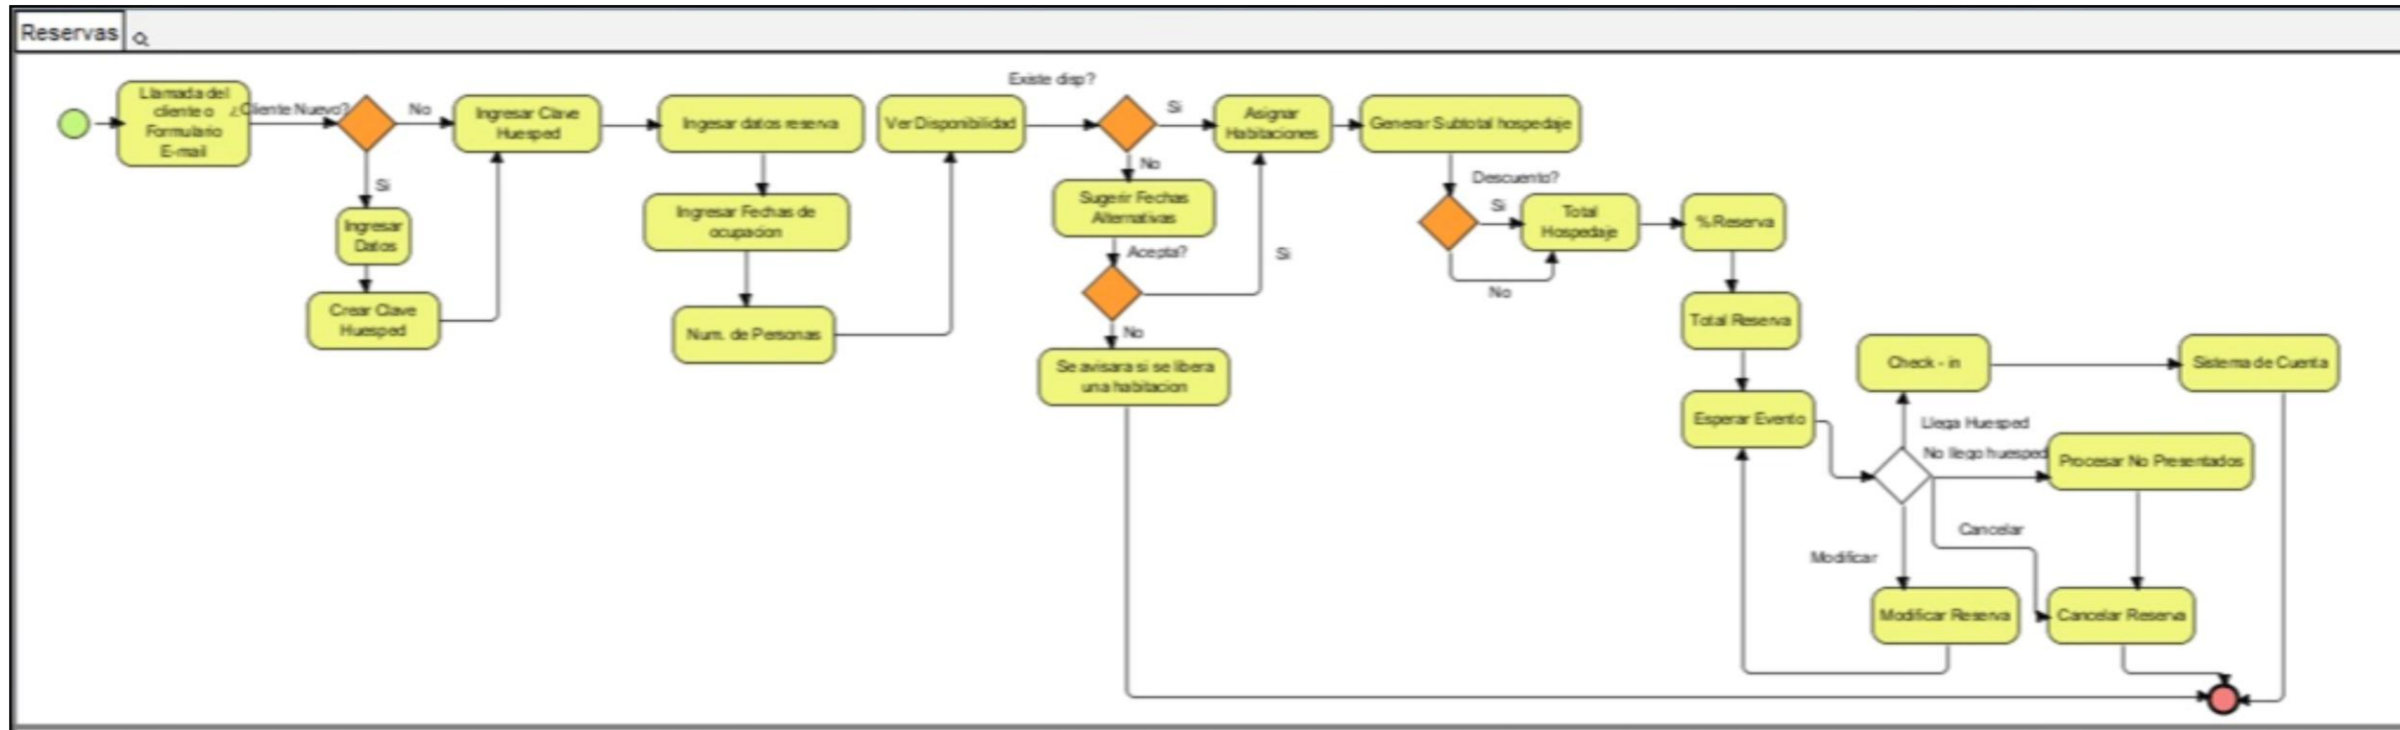 Reservas
Llamada del
cliente o
Formulario
E-mail
¿Cliente Nuevo?
No
Si
Ingresar
Datos
Crear Clave
Huesped
Ingresar Clave
Huesped
Ingesar datos reserva
Ingresar Fechas de
ocupacion
Num. de Personas
Ver Disponibilidad
Existe disp?
Si
No
Sugerir Fechas
Alternativas
Acepta?
Si
No
Se avisara si se libera
una habitacion
Asignar
Habitaciones
Generar Subtotal hospedaje
Descuento?
Si
No
Total
Hospedaje
% Reserva
Total Reserva
Esperar Evento
Llega Huesped
Check - in
Sistema de Cuenta
No llego huesped
Procesar No Presentados
Cancelar
Modificar
Modificar Reserva
Cancelar Reserva